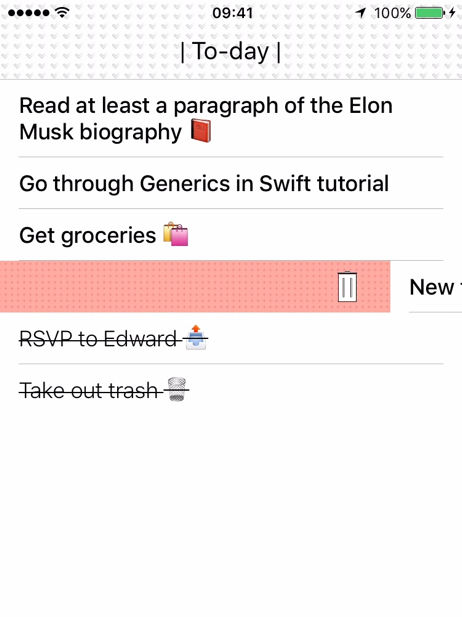 09:41
100%
| To-day |
Read at least a paragraph of the Elon
Musk biography 📕
Go through Generics in Swift tutorial
Get groceries 🛍
New
RSVP to Edward 📤
Take out trash 🗑